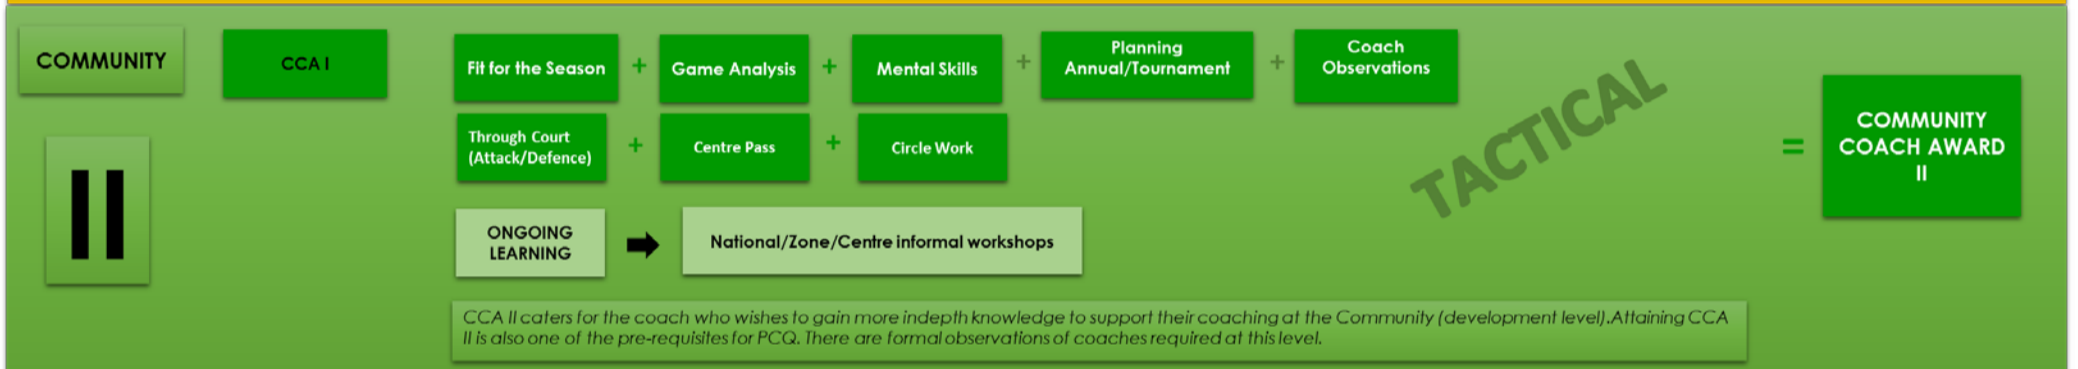 COMMUNITY
CCA I
Fit for the Season + Game Analysis + Mental Skills + Planning
Annual/Tournament + Coach
Observations
Through Court
(Attack/Defence) + Centre Pass + Circle Work
TACTICAL
=
COMMUNITY
COACH AWARD
II
II
ONGOING
LEARNING
National/Zone/Centre informal workshops
CCA II caters for the coach who wishes to gain more indepth knowledge to support their coaching at the Community (development level).Attaining CCA
II is also one of the pre-requisites for PCQ. There are formal observations of coaches required at this level.